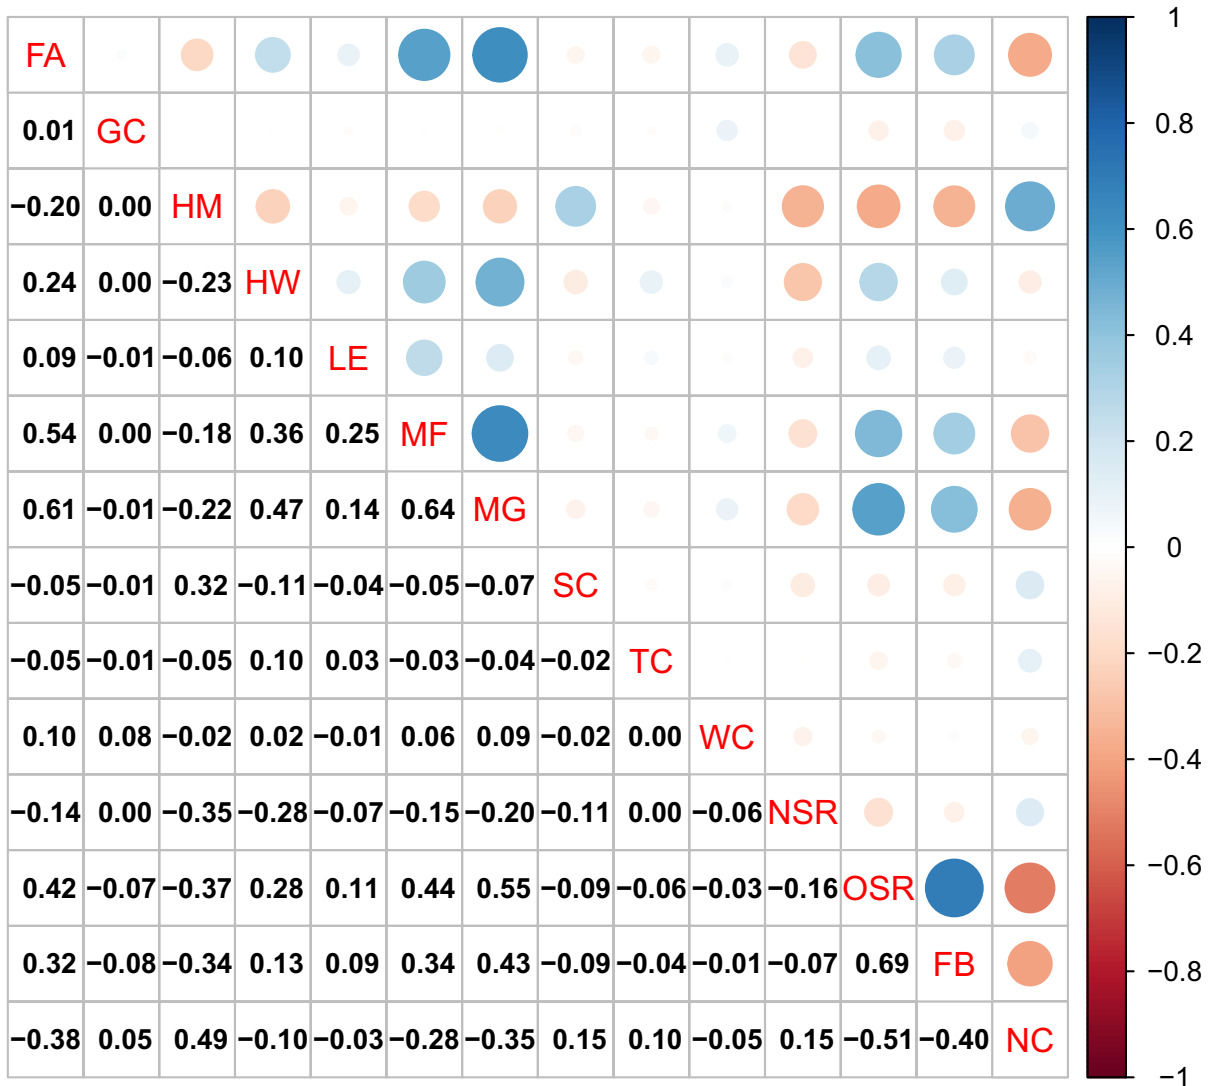 FA
0.01 GC
−0.20 0.00 HM
0.24 0.00 −0.23 HW
0.09 −0.01 −0.06 0.10 LE
0.54 0.00 −0.18 0.36 0.25 MF
0.61 −0.01 −0.22 0.47 0.14 0.64 MG
−0.05 −0.01 0.32 −0.11 −0.04 −0.05 −0.07 SC
−0.05 −0.01 −0.05 0.10 0.03 −0.03 −0.04 −0.02 TC
0.10 0.08 −0.02 0.02 −0.01 0.06 0.09 −0.02 0.00 WC
−0.14 0.00 −0.35 −0.28 −0.07 −0.15 −0.20 −0.11 0.00 −0.06 NSR
0.42 −0.07 −0.37 0.28 0.11 0.44 0.55 −0.09 −0.06 −0.03 −0.16 OSR
0.32 −0.08 −0.34 0.13 0.09 0.34 0.43 −0.09 −0.04 −0.01 −0.07 0.69 FB
−0.38 0.05 0.49 −0.10 −0.03 −0.28 −0.35 0.15 0.10 −0.05 0.15 −0.51 −0.40 NC
1
0.8
0.6
0.4
0.2
0
−0.2
−0.4
−0.6
−0.8
−1